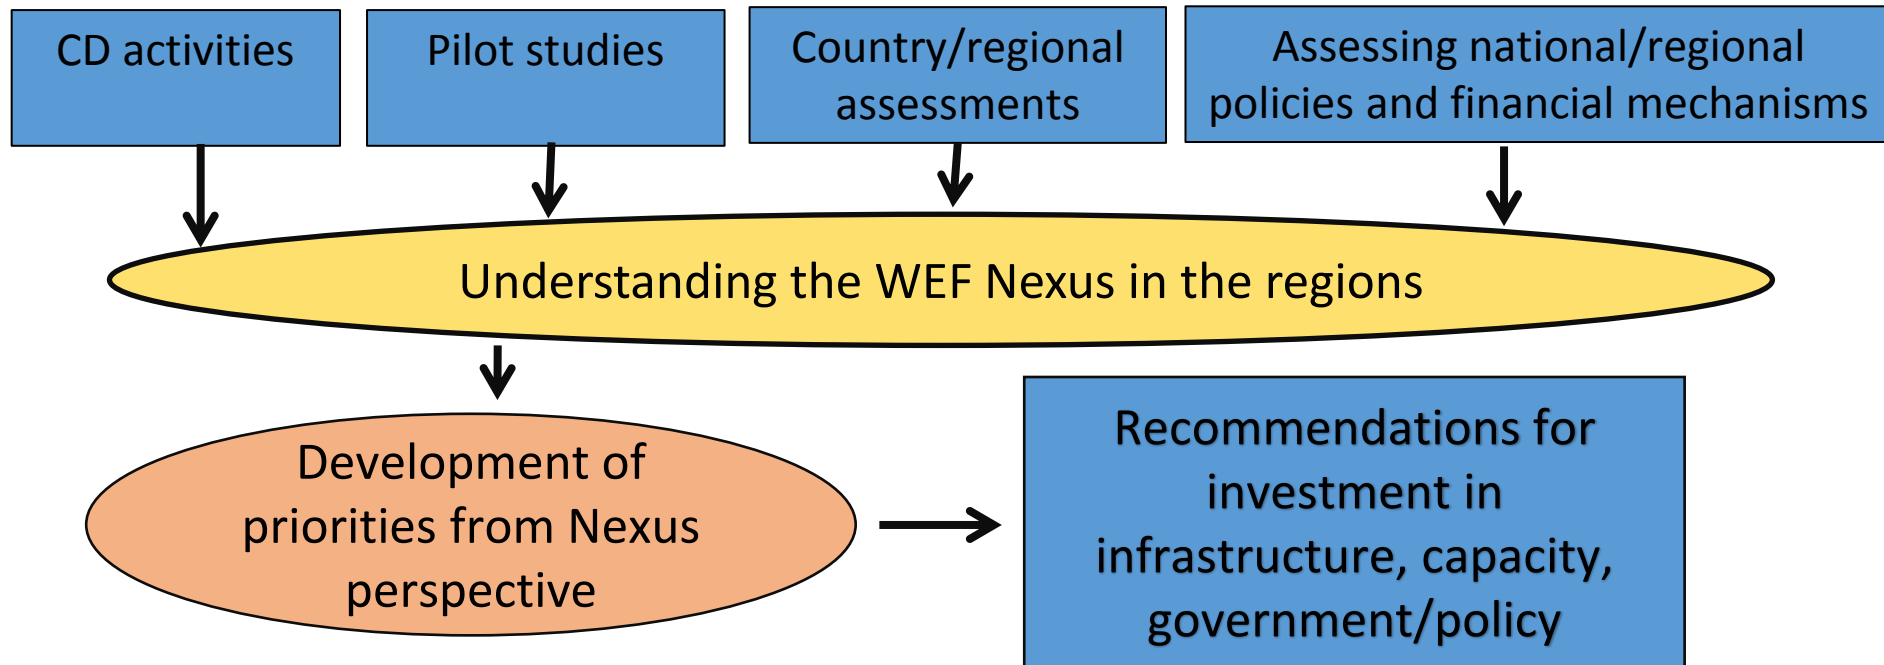 CD activities
Pilot studies
Country/regional
assessments
Assessing national/regional
policies and financial mechanisms
Understanding the WEF Nexus in the regions
Development of
priorities from Nexus
perspective
Recommendations for
investment in
infrastructure, capacity,
government/policy